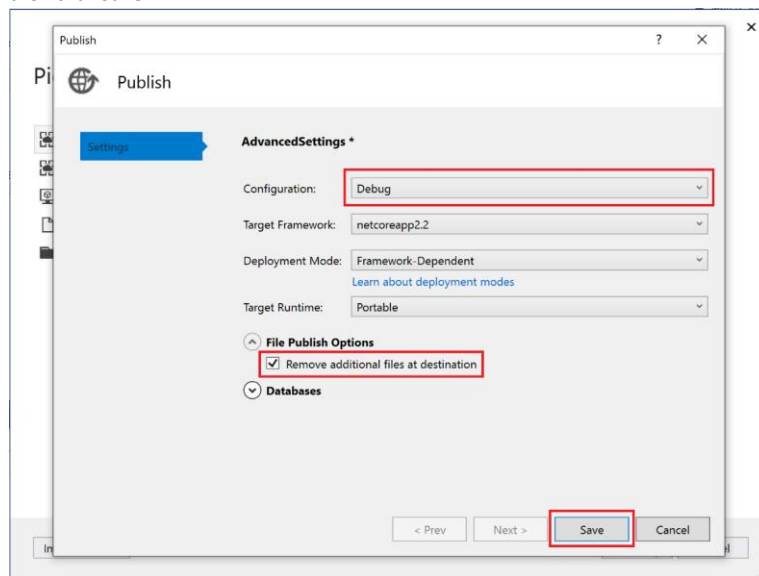 Publish
?
Publish
Settings
AdvancedSettings *
Configuration: Debug
Target Framework: netcoreapp2.2
Deployment Mode: Framework-Dependent
Learn about deployment modes
Target Runtime: Portable
File Publish Options
Remove additional files at destination
Databases
< Prev Next > Save Cancel